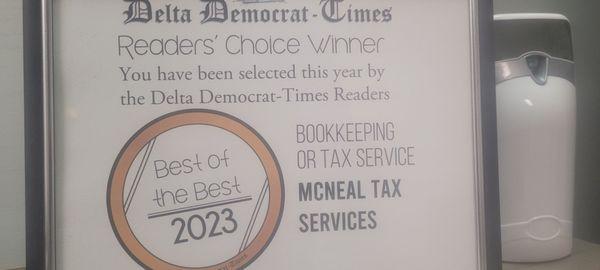 Delta Democrat-Times
Readers' Choice Winner
You have been selected this year by
the Delta Democrat-Times Readers
Best of
the Best
2023
BOOKKEEPING
OR TAX SERVICE
MCNEAL TAX
SERVICES